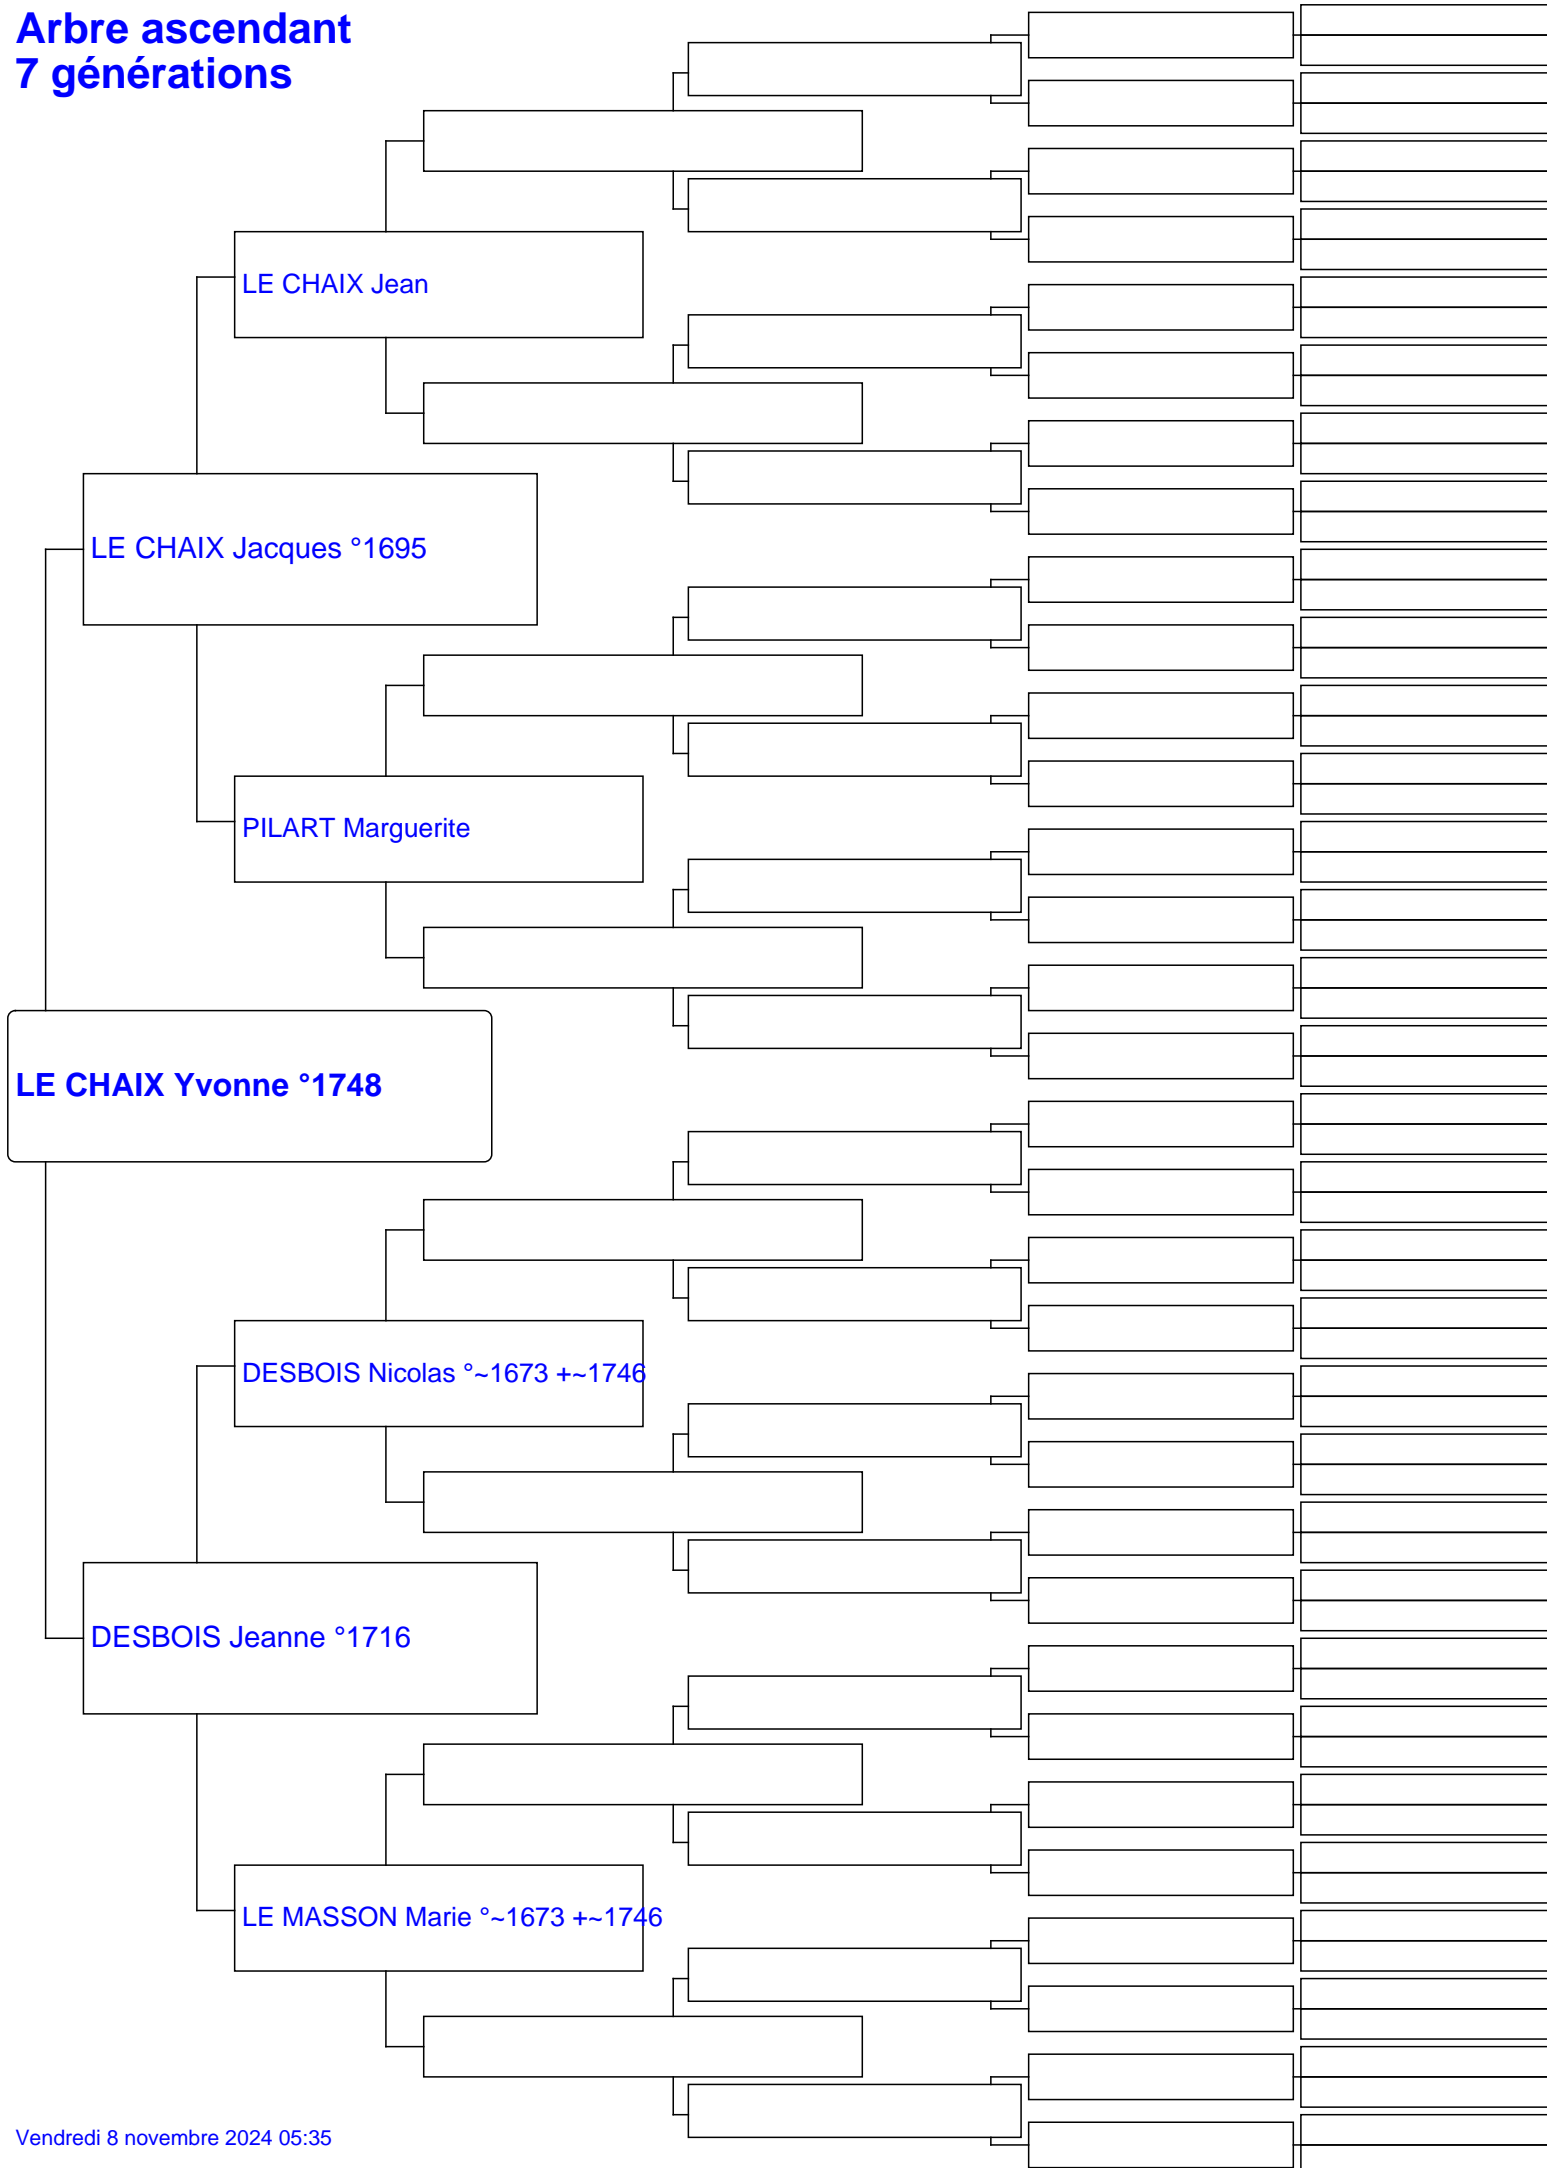 Arbre ascendant
7 générations
LE CHAIX Jean
LE CHAIX Jacques °1695
PILART Marguerite
LE CHAIX Yvonne °1748
DESBOIS Nicolas °~1673 +~1746
DESBOIS Jeanne °1716
LE MASSON Marie °~1673 +~1746
Vendredi 8 novembre 2024 05:35